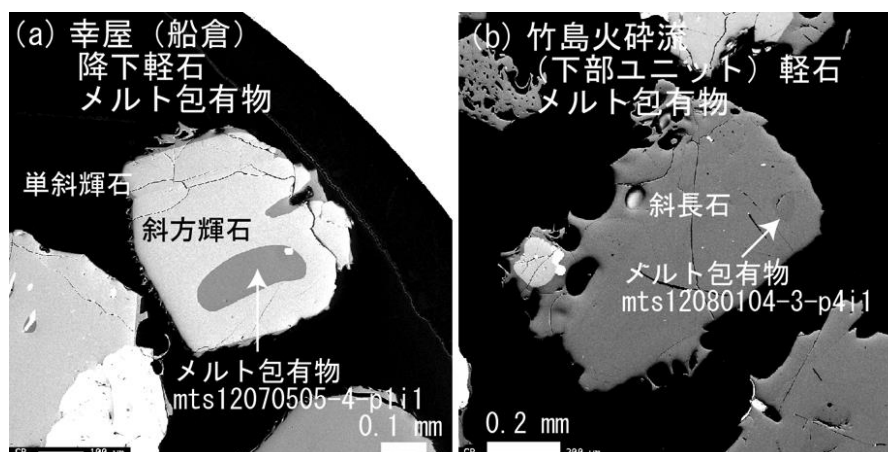 (a) 幸屋（船倉）
降下軽石
メルト包有物
単斜輝石
斜方輝石
メルト包有物
mts12070505-4-p1i1
0.1 mm
(b) 竹島火砕流
（下部ユニット）軽石
メルト包有物
斜長石
メルト包有物
mts12080104-3-p4i1
0.2 mm